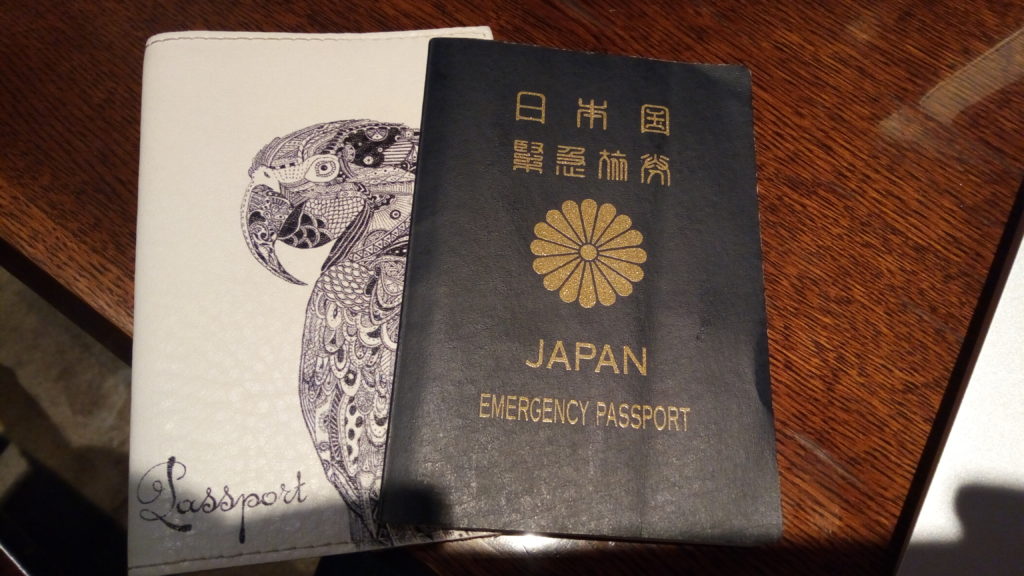 Passport
日本国
緊急旅券
JAPAN
EMERGENCY PASSPORT